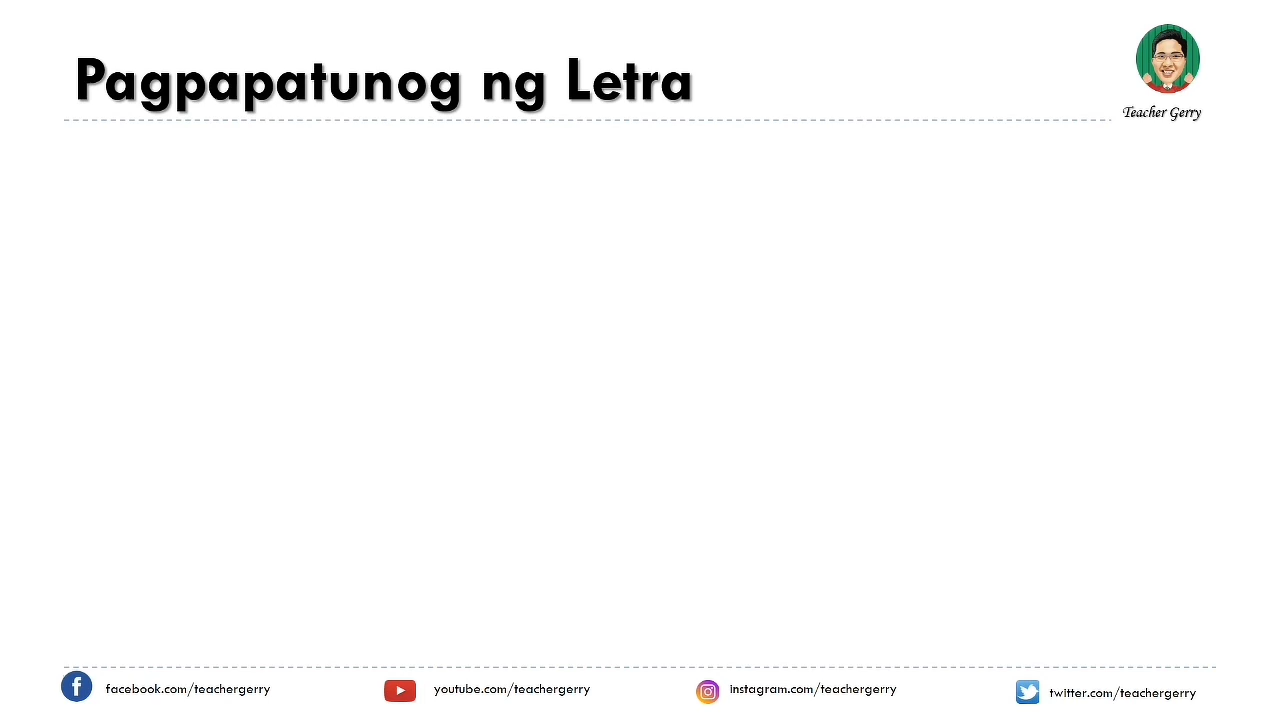 Pagpapatunog ng Letra
Teacher Gerry
facebook.com/teachergerry
youtube.com/teachergerry
instagram.com/teachergerry
twitter.com/teachergerry